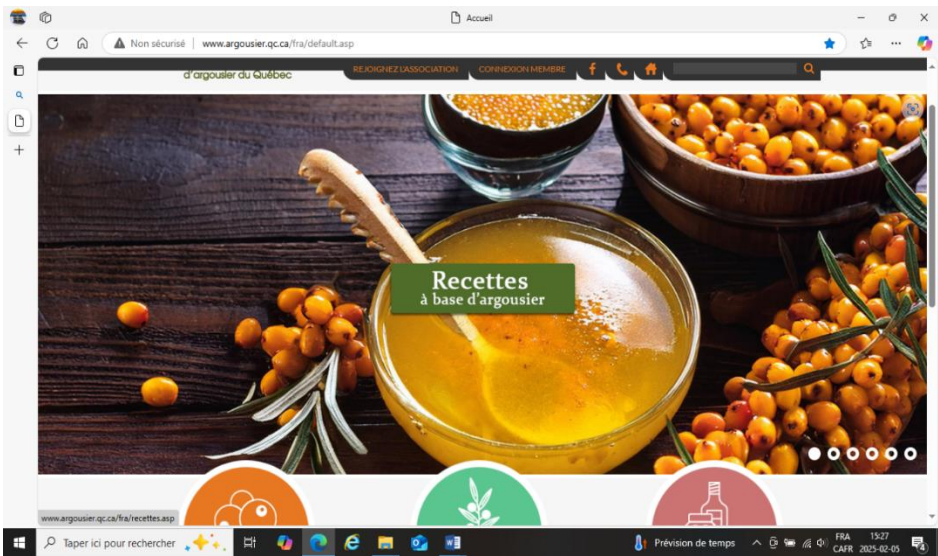 Accueil
Non sécurisé www.argousier.qc.ca/fra/default.asp
d'argousier du Québec
REJOIGNEZ L'ASSOCIATION CONNEXION MEMBRE
Recettes
à base d'argousier
www.argousier.qc.ca/fra/recettes.asp
Taper ici pour rechercher
Prévision de temps
FRA 15:27
CAFR 2025-02-05